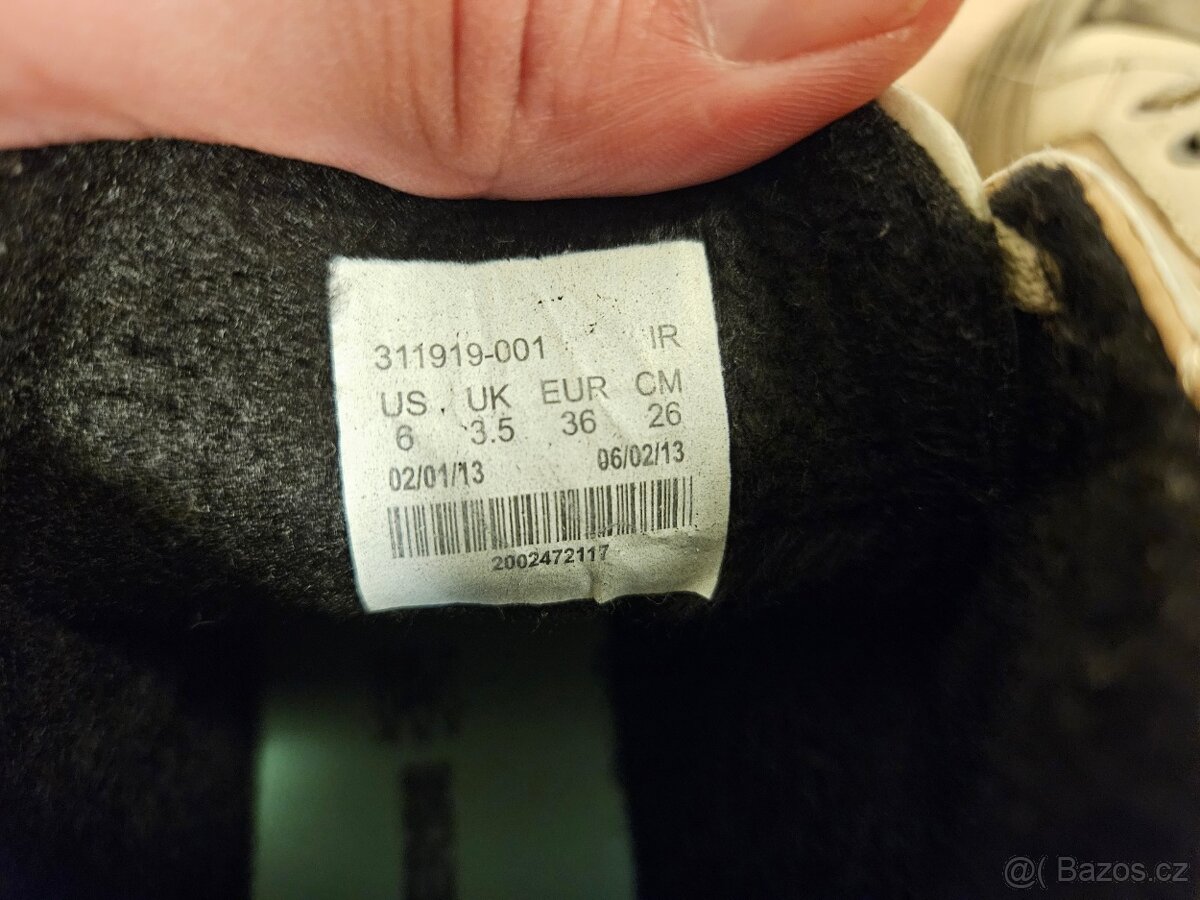 311919-001 IR
US UK EUR CM
6 3.5 36 26
02/01/13 06/02/13
2002472117
@( Bazos.cz